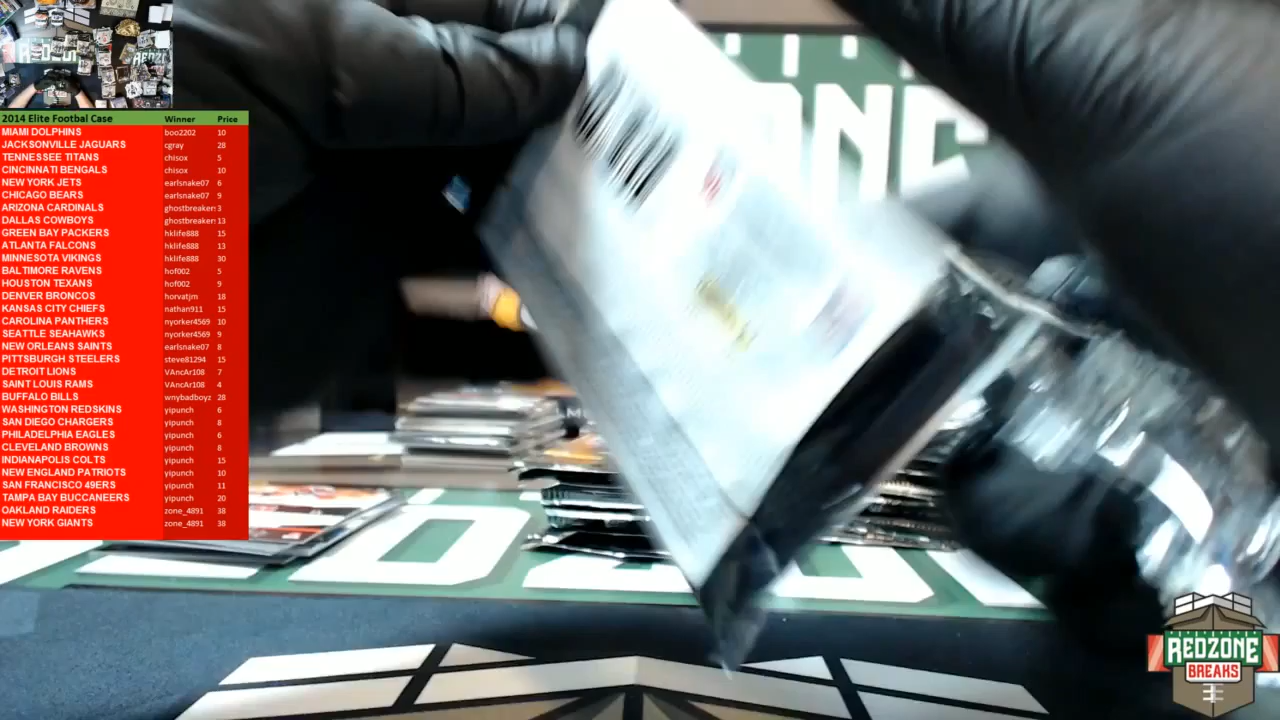 2014 Elite Footbal Case Winner Price
MIAMI DOLPHINS boo2202 10
JACKSONVILLE JAGUARS cgray 28
TENNESSEE TITANS chisox 5
CINCINNATI BENGALS chisox 10
NEW YORK JETS earlsnake07 6
CHICAGO BEARS earlsnake07 9
ARIZONA CARDINALS ghostbreaker 3
DALLAS COWBOYS ghostbreaker 13
GREEN BAY PACKERS hklife888 15
ATLANTA FALCONS hklife888 13
MINNESOTA VIKINGS hklife888 30
BALTIMORE RAVENS hof002 5
HOUSTON TEXANS hof002 9
DENVER BRONCOS horvatjm 18
KANSAS CITY CHIEFS nathan911 15
CAROLINA PANTHERS nyorker4569 10
SEATTLE SEAHAWKS nyorker4569 9
NEW ORLEANS SAINTS earlsnake07 8
PITTSBURGH STEELERS steve81294 15
DETROIT LIONS VAncAr108 7
SAINT LOUIS RAMS VAncAr108 4
BUFFALO BILLS wnybadboyz 28
WASHINGTON REDSKINS yipunch 6
SAN DIEGO CHARGERS yipunch 8
PHILADELPHIA EAGLES yipunch 6
CLEVELAND BROWNS yipunch 8
INDIANAPOLIS COLTS yipunch 15
NEW ENGLAND PATRIOTS yipunch 10
SAN FRANCISCO 49ERS yipunch 11
TAMPA BAY BUCCANEERS yipunch 20
OAKLAND RAIDERS zone_4891 38
NEW YORK GIANTS zone_4891 38
REDZONE
BREAKS